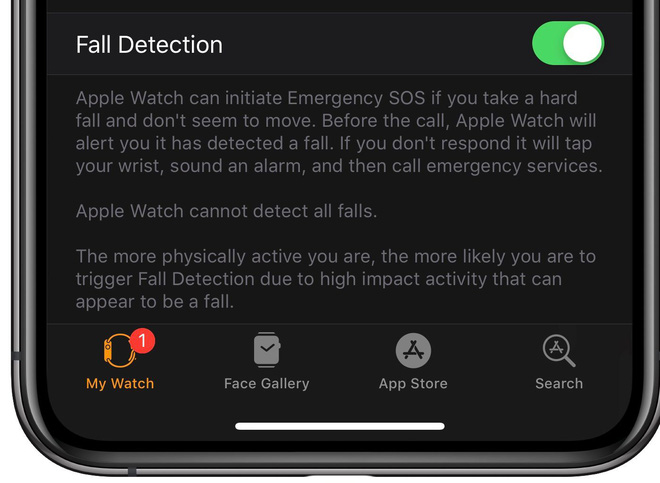 Fall Detection
Apple Watch can initiate Emergency SOS if you take a hard
fall and don't seem to move. Before the call, Apple Watch will
alert you it has detected a fall. If you don't respond it will tap
your wrist, sound an alarm, and then call emergency services.
Apple Watch cannot detect all falls.
The more physically active you are, the more likely you are to
trigger Fall Detection due to high impact activity that can
appear to be a fall.
1
My Watch
Face Gallery
App Store
Search